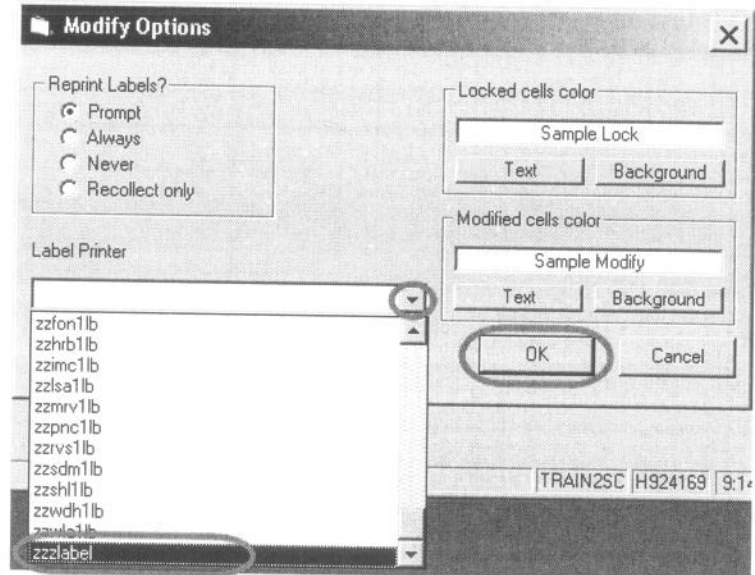 Modify Options
Reprint Labels?
Prompt
Always
Never
Recollect only
Label Printer
zzfon1lb
zzhrb1lb
zzimc1lb
zzlsa1lb
zzmrv1lb
zzpnc1lb
zzrvs1lb
zzsdm1lb
zzshl1lb
zzwdh1lb
zzwla1lb
zzzlabel
Locked cells color
Sample Lock
Text Background
Modified cells color
Sample Modify
Text Background
OK Cancel
TRAIN2SC H924169